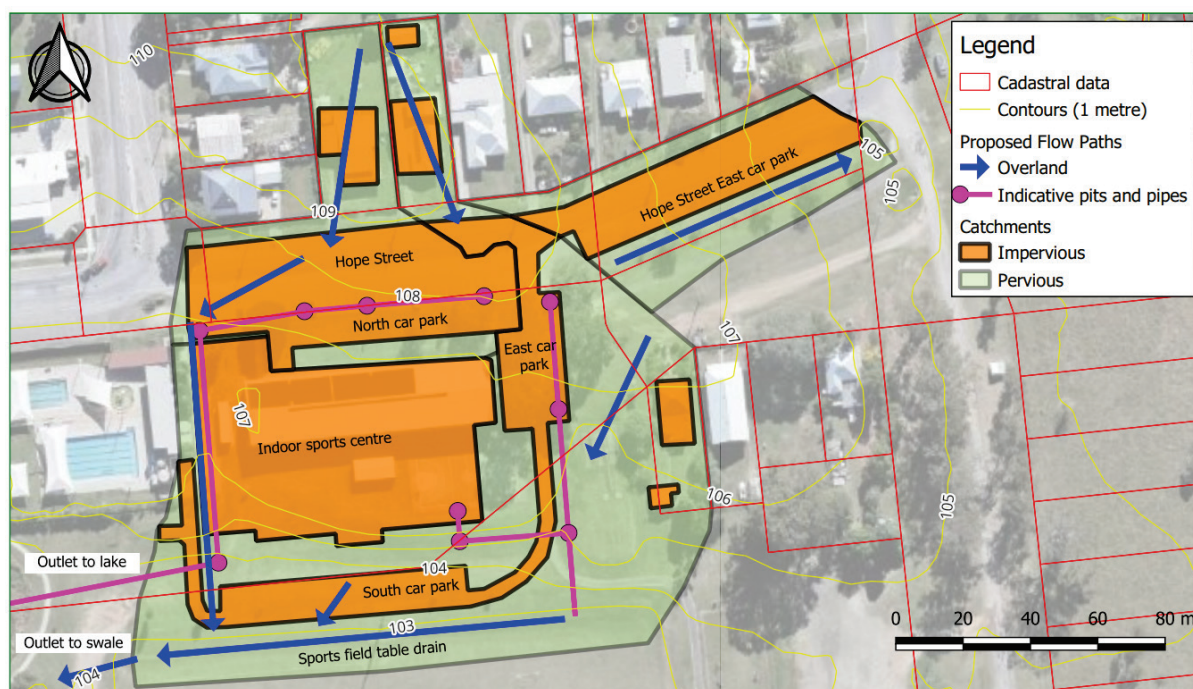 110
109
105
105
Hope Street East car park
Hope Street
108
North car park
East car
park
107
107
Indoor sports centre
106
105
Outlet to lake
104
South car park
103
Outlet to swale
Sports field table drain
104
Legend
Cadastral data
Contours (1 metre)
Proposed Flow Paths
Overland
Indicative pits and pipes
Catchments
Impervious
Pervious
0 20 40 60 80 m